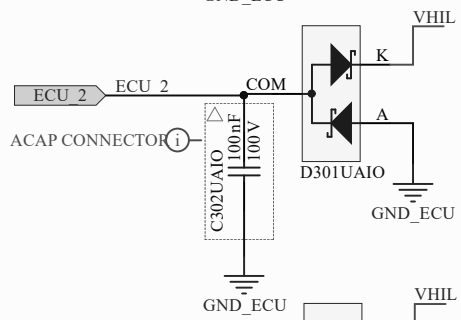 VHIL
K
ECU_2
ECU_2
COM
100nF
100V
A
ACAP CONNECTOR
i
C302UAIO
D301UAIO
GND_ECU
GND_ECU
VHIL